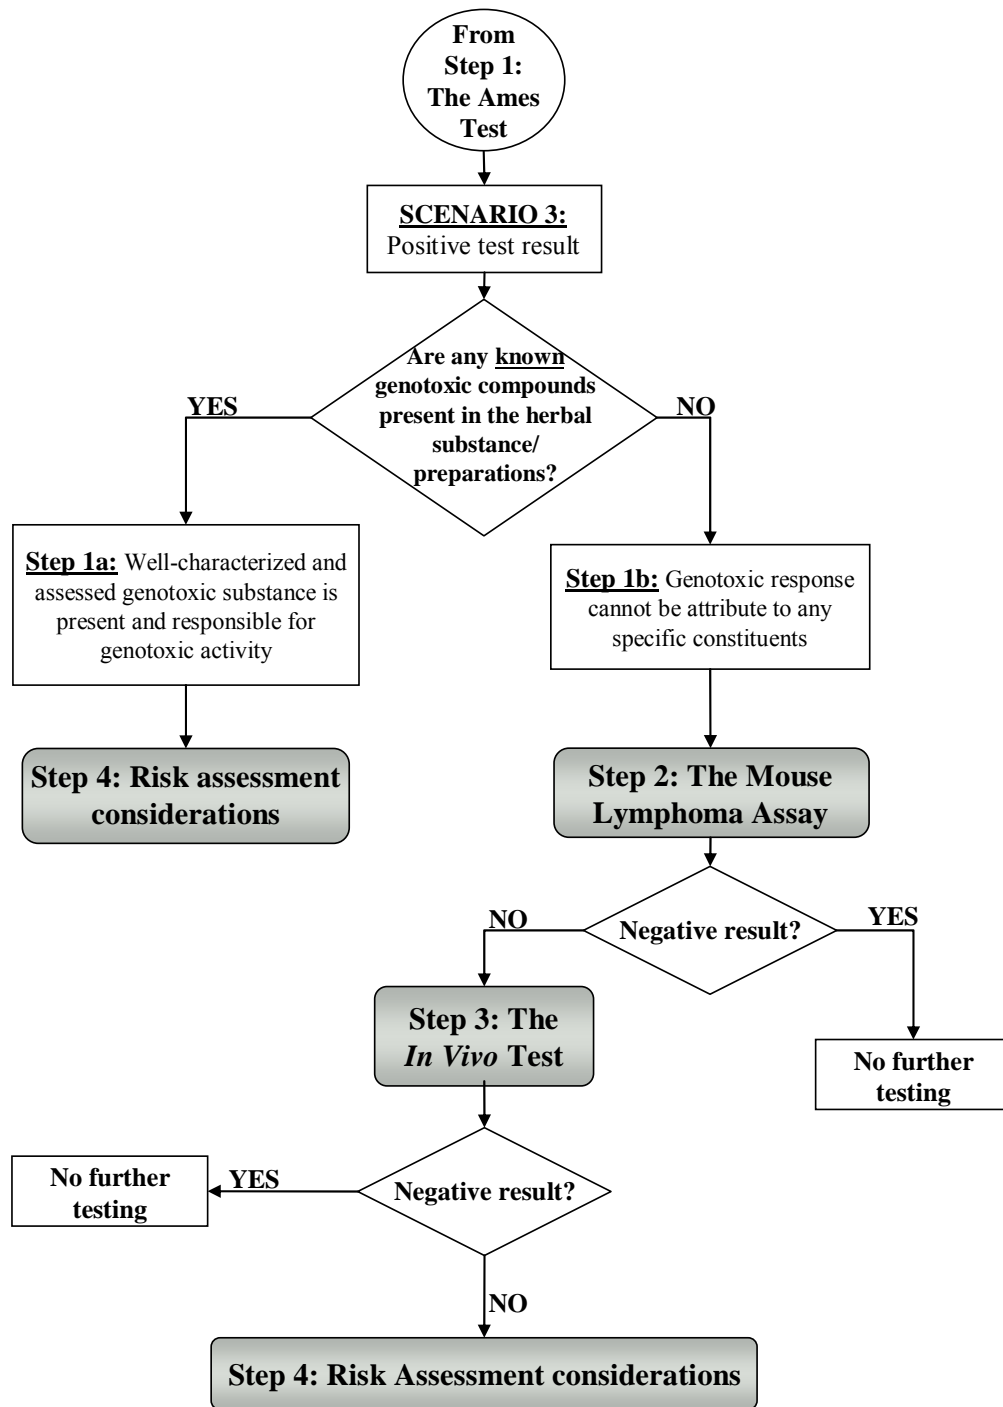 From
Step 1:
The Ames
Test
SCENARIO 3:
Positive test result
Are any known
genotoxic compounds
present in the herbal
substance/
preparations?
YES
NO
Step 1a: Well-characterized and
assessed genotoxic substance is
present and responsible for
genotoxic activity
Step 1b: Genotoxic response
cannot be attribute to any
specific constituents
Step 4: Risk assessment
considerations
Step 2: The Mouse
Lymphoma Assay
Negative result?
NO
YES
Step 3: The
In Vivo Test
No further
testing
Negative result?
YES
No further
testing
NO
Step 4: Risk Assessment considerations